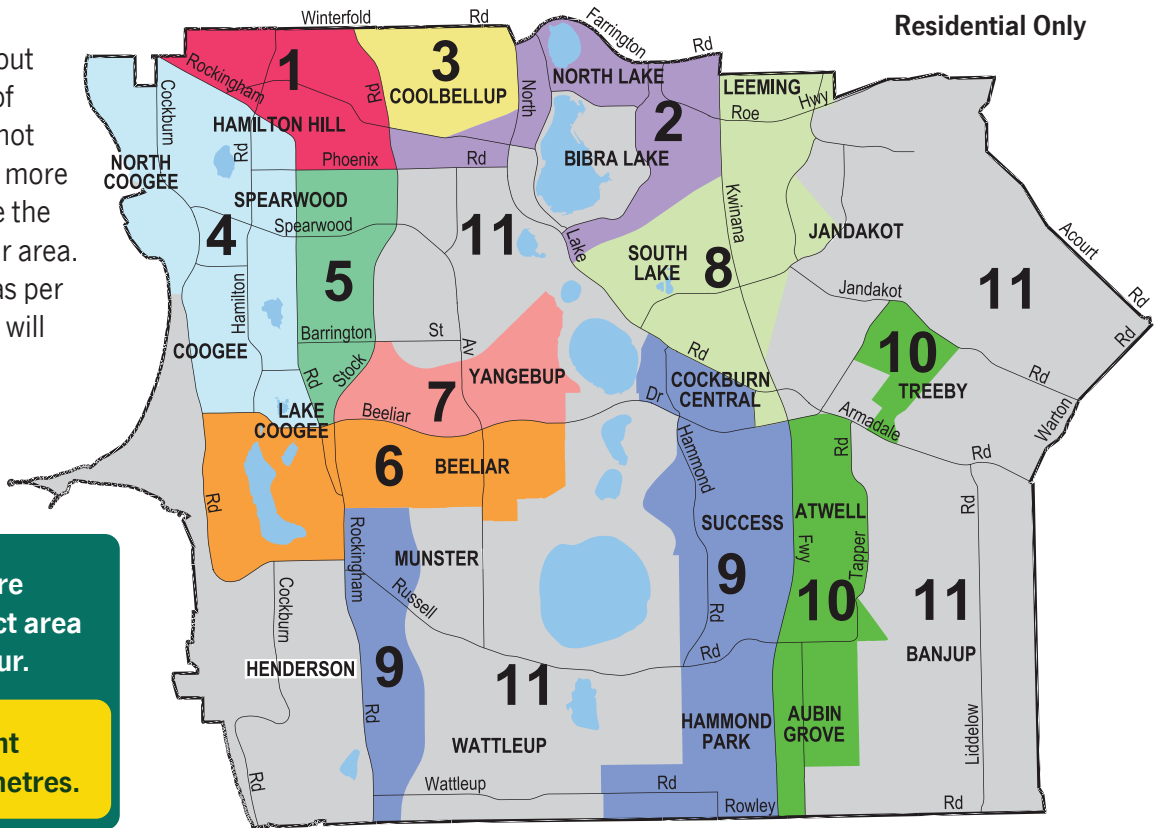 Residential Only
out
of
not
more
e the
r area.
as per
will
re
ct area
ur.
nt
metres.
Winterfold Rd
Farrington Rd
Rockingham
Rd
1
3
COOLBELLUP
North
NORTH LAKE
LEEMING
Roe Hwy
2
Cockburn
HAMILTON HILL
Rd
Phoenix Rd
BIBRA LAKE
NORTH
COOGEE
SPEARWOOD
Spearwood
4
11
Lake
Kwinana
SOUTH
LAKE
8
JANDAKOT
Acourt
Rd
5
Hamilton
Jandakot
11
Rd
Barrington St
COOGEE
Rd
Stock
Av
YANGEBUP
7
Rd
COCKBURN
CENTRAL
10
TREEBY
Rd
Warton
LAKE
COOGEE
Beeliar
Dr
Armadale
Rd
6
BEELIAR
Hammond
Rd
Rd
Rd
SUCCESS
ATWELL
Rockingham
MUNSTER
Fwy
Tapper
Cockburn
Russell
9
Rd
10
11
HENDERSON
9
Rd
11
Rd
BANJUP
HAMMOND
PARK
AUBIN
GROVE
Liddelow
WATTLEUP
Rd
Wattleup Rd
Rowley Rd